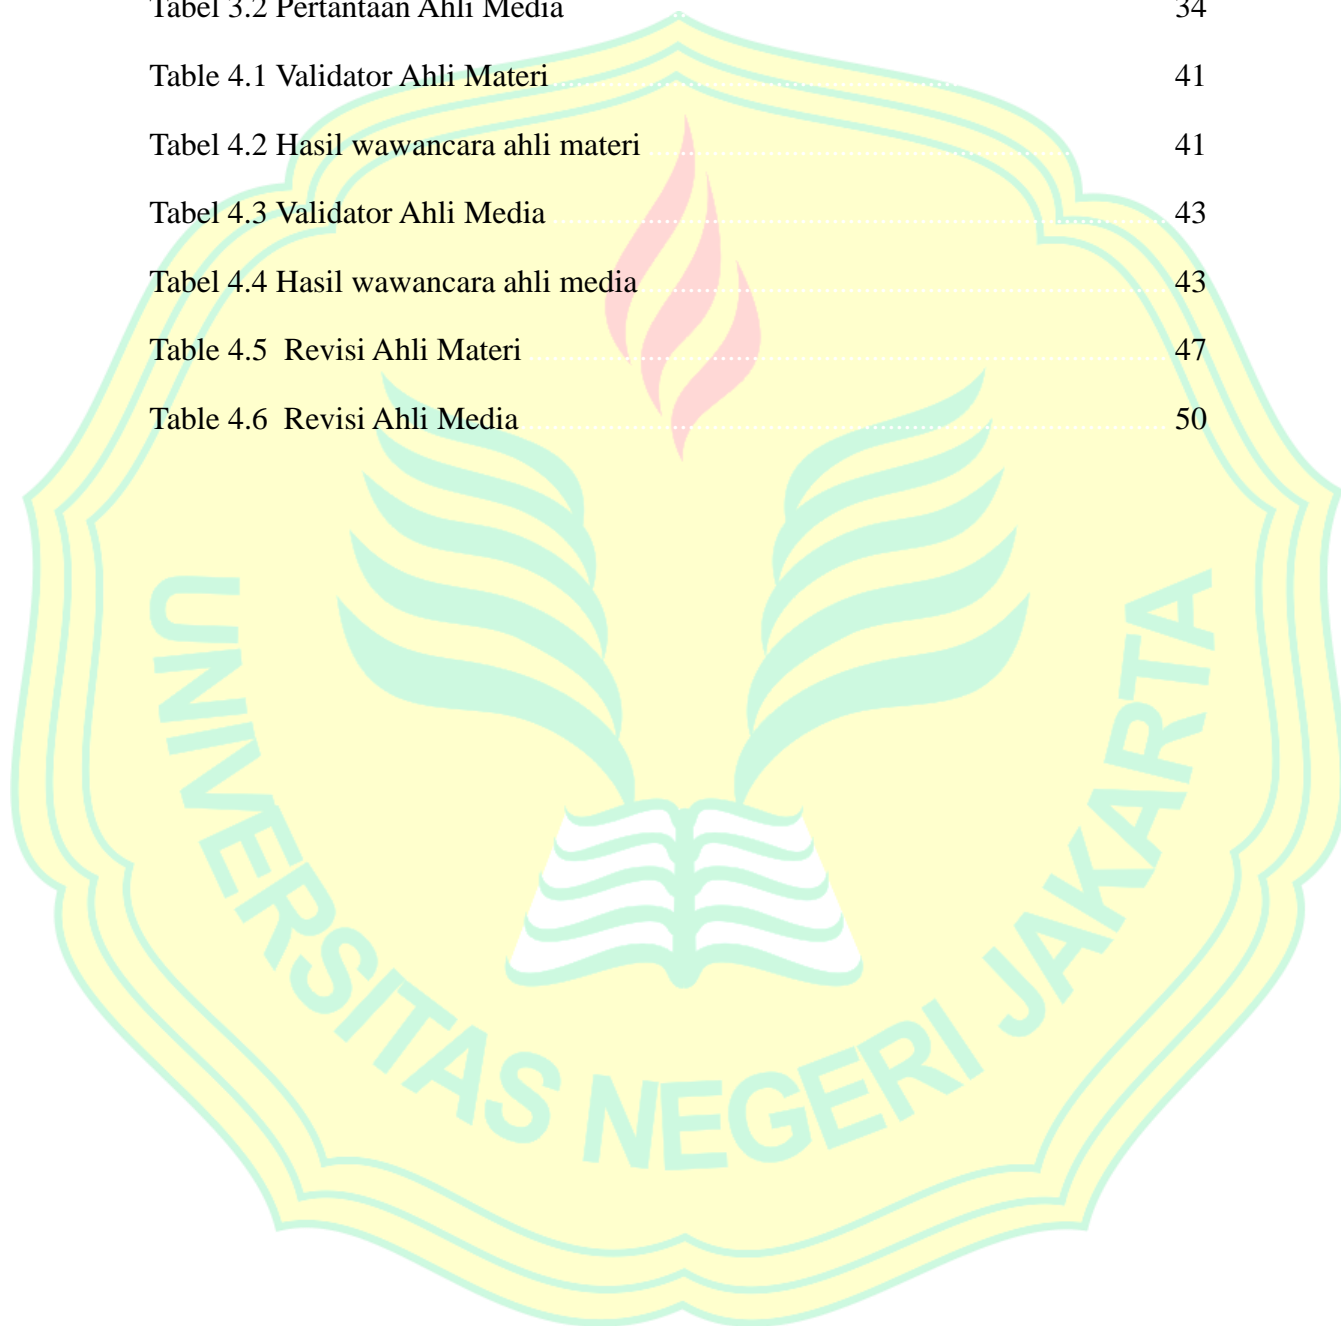 Tabel 3.2 Pertantaan Ahli Media 34
Table 4.1 Validator Ahli Materi 41
Tabel 4.2 Hasil wawancara ahli materi 41
Tabel 4.3 Validator Ahli Media 43
Tabel 4.4 Hasil wawancara ahli media 43
Table 4.5  Revisi Ahli Materi 47
Table 4.6  Revisi Ahli Media 50
UNIVERSITAS NEGERI JAKARTA